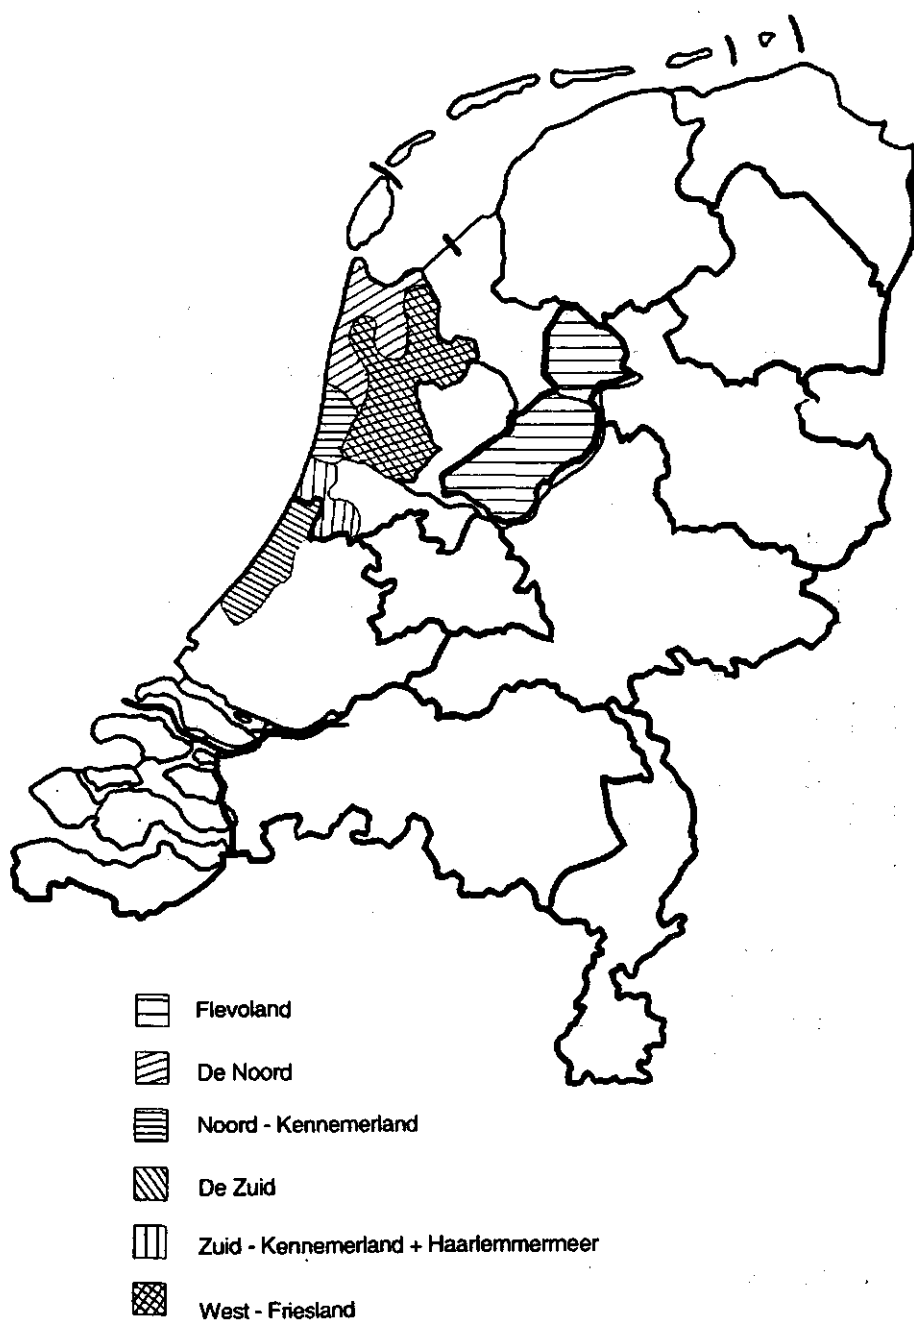 Flevoland
De Noord
Noord - Kennemerland
De Zuid
Zuid - Kennemerland + Haarlemmermeer
West - Friesland